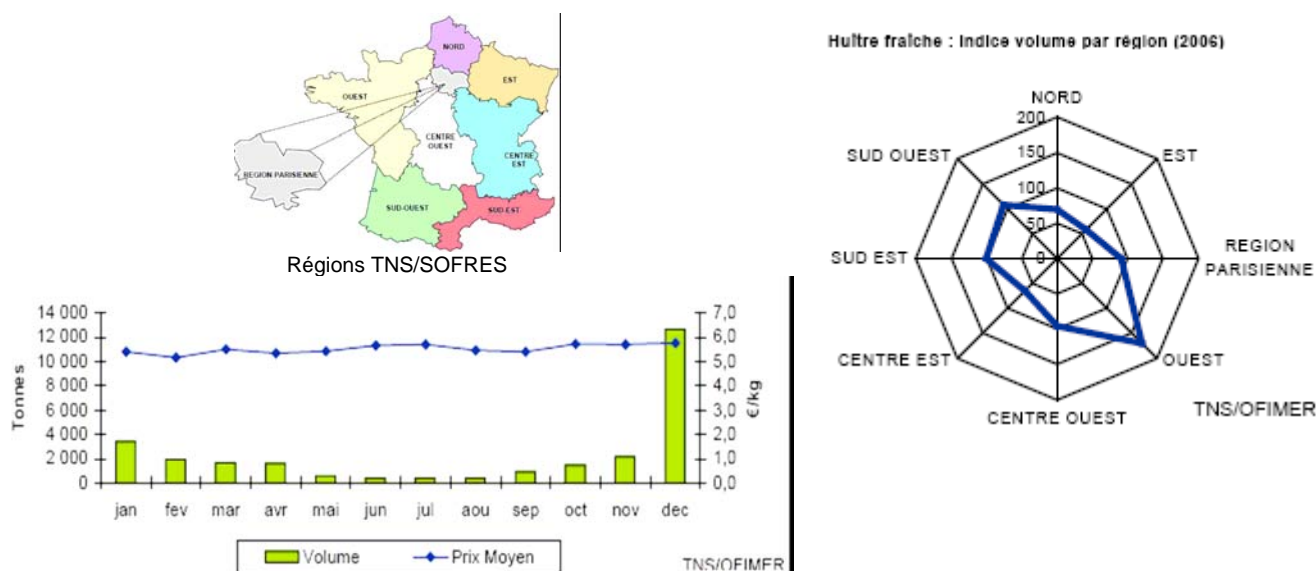 NORD
EST
OUEST
CENTRE
OUEST
CENTRE
EST
REGION PARISIENNE
SUD-OUEST
SUD-EST
Régions TNS/SOFRES
14 000
12 000
10 000
8 000
6 000
4 000
2 000
0
Tonnes
7,0
6,0
5,0
4,0
3,0
2,0
1,0
0,0
€/kg
jan fev mar avr mai jun jul aou sep oct nov dec
Volume Prix Moyen
TNS/OFIMER
Huître fraîche : Indice volume par région (2006)
NORD
200
150
100
50
0
SUD OUEST
EST
SUD EST
REGION
PARISIENNE
CENTRE EST
OUEST
CENTRE OUEST
TNS/OFIMER